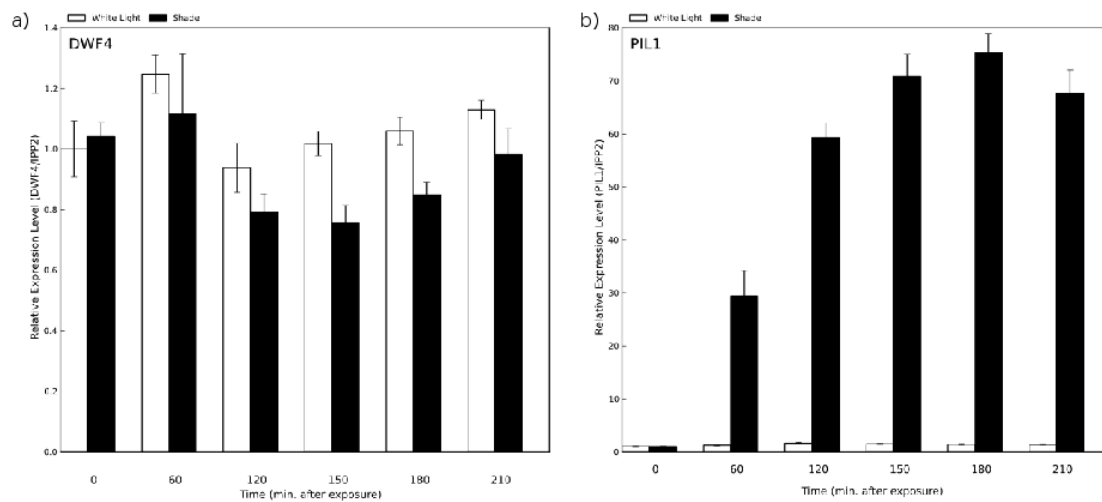 a)
White Light Shade
DWF4
Relative Expression Level (DWF4/IPP2)
1.4
1.2
1.0
0.8
0.6
0.4
0.2
0.0
0 60 120 150 180 210
Time (min. after exposure)
b)
White Light Shade
PIL1
Relative Expression Level (PIL1/IPP2)
80
70
60
50
40
30
20
10
0
0 60 120 150 180 210
Time (min. after exposure)